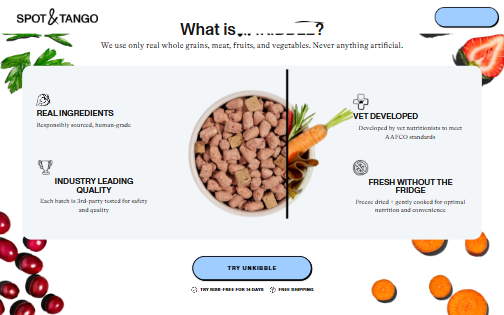 SPOT & TANGO
What is
?
We use only real whole grains, meat, fruits, and vegetables. Never anything artificial.
REAL INGREDIENTS
Responsibly sourced, human-grade
VET DEVELOPED
Developed by vet nutritionists to meet
AAFCO standards
INDUSTRY LEADING
QUALITY
Each batch is 3rd-party tested for safety
and quality
FRESH WITHOUT THE
FRIDGE
Freeze dried + gently cooked for optimal
nutrition and convenience
TRY UNKIBBLE
TRY RISK-FREE FOR 14 DAYS
FREE SHIPPING